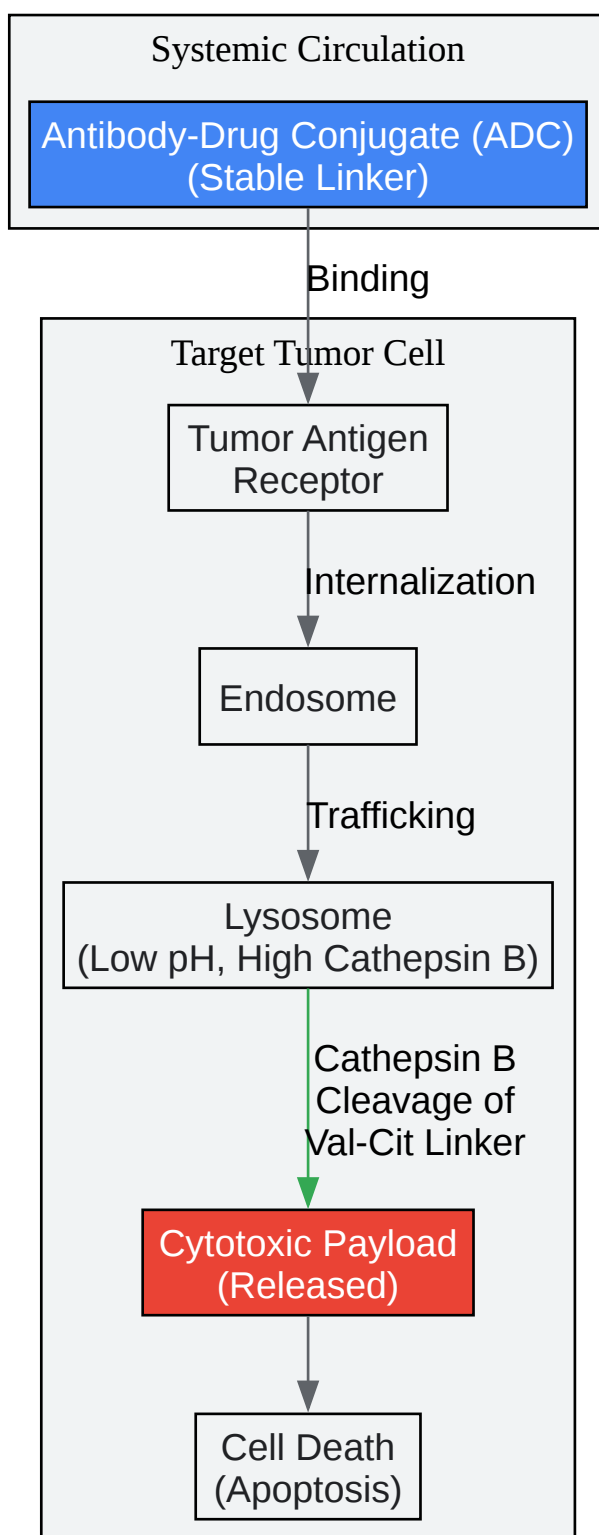 Systemic Circulation
Antibody-Drug Conjugate (ADC)
(Stable Linker)
Binding
Target Tumor Cell
Tumor Antigen
Receptor
Internalization
Endosome
Trafficking
Lysosome
(Low pH, High Cathepsin B)
Cathepsin B
Cleavage of
Val-Cit Linker
Cytotoxic Payload
(Released)
Cell Death
(Apoptosis)